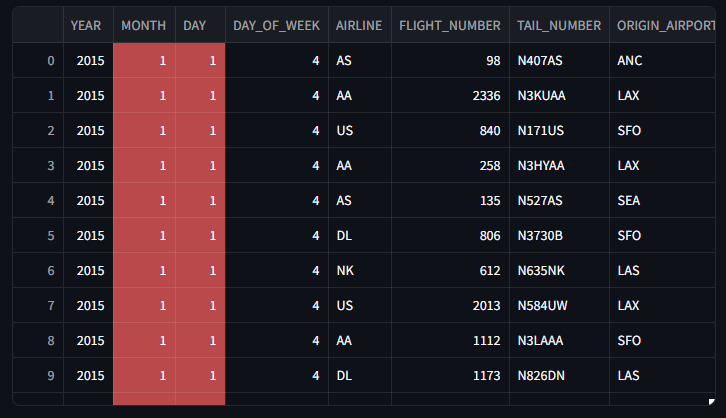 YEAR MONTH DAY DAY_OF_WEEK AIRLINE FLIGHT_NUMBER TAIL_NUMBER ORIGIN_AIRPORT
0 2015 1 1 4 AS 98 N407AS ANC
1 2015 1 1 4 AA 2336 N3KUAA LAX
2 2015 1 1 4 US 840 N171US SFO
3 2015 1 1 4 AA 258 N3HYAA LAX
4 2015 1 1 4 AS 135 N527AS SEA
5 2015 1 1 4 DL 806 N3730B SFO
6 2015 1 1 4 NK 612 N635NK LAS
7 2015 1 1 4 US 2013 N584UW LAX
8 2015 1 1 4 AA 1112 N3LAAA SFO
9 2015 1 1 4 DL 1173 N826DN LAS